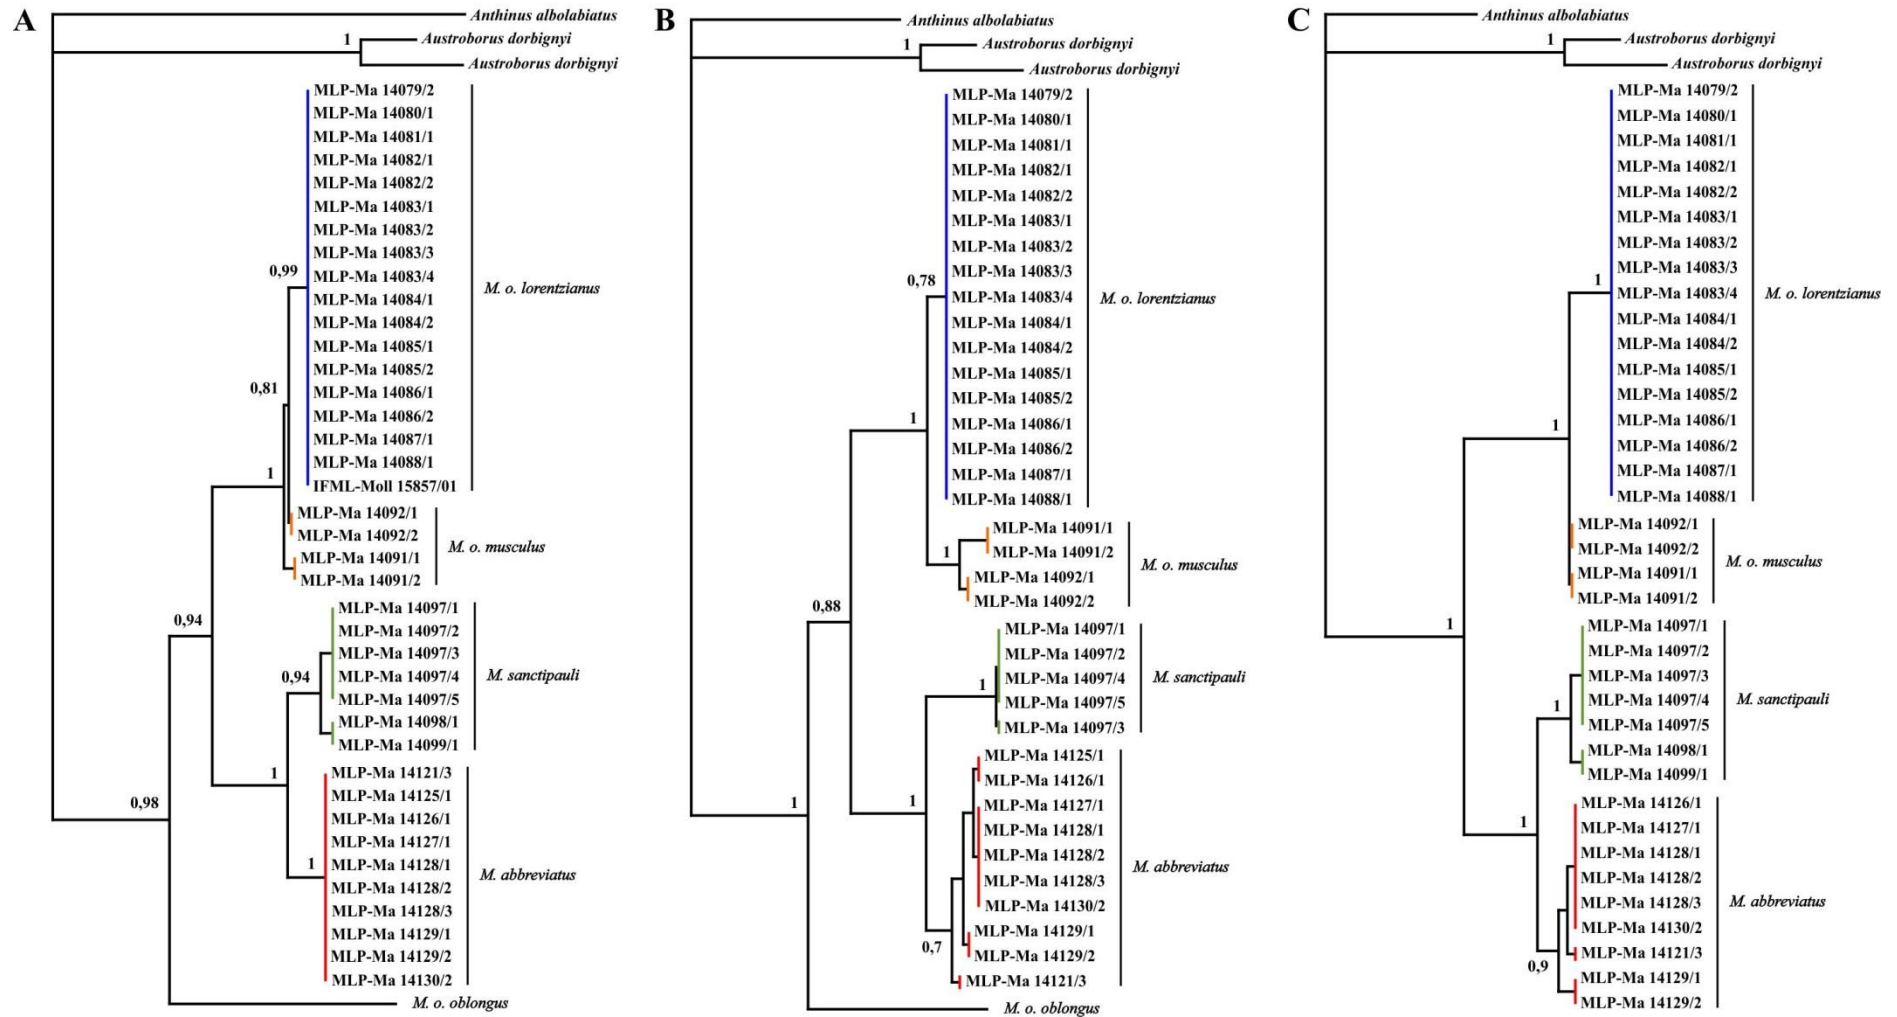 A
Anthinus albolabiatus
1
Austroborus dorbignyi
Austroborus dorbignyi
MLP-Ma 14079/2
MLP-Ma 14080/1
MLP-Ma 14081/1
MLP-Ma 14082/1
MLP-Ma 14082/2
MLP-Ma 14083/1
MLP-Ma 14083/2
MLP-Ma 14083/3
0,99
MLP-Ma 14083/4
M. o. lorentzianus
MLP-Ma 14084/1
MLP-Ma 14084/2
MLP-Ma 14085/1
MLP-Ma 14085/2
0,81
MLP-Ma 14086/1
MLP-Ma 14086/2
MLP-Ma 14087/1
MLP-Ma 14088/1
1
IFML-Moll 15857/01
MLP-Ma 14092/1
MLP-Ma 14092/2
M. o. musculus
MLP-Ma 14091/1
MLP-Ma 14091/2
MLP-Ma 14097/1
0,94
MLP-Ma 14097/2
MLP-Ma 14097/3
0,94
MLP-Ma 14097/4
M. sanctipauli
MLP-Ma 14097/5
MLP-Ma 14098/1
MLP-Ma 14099/1
1
MLP-Ma 14121/3
MLP-Ma 14125/1
0,98
MLP-Ma 14126/1
MLP-Ma 14127/1
1
MLP-Ma 14128/1
M. abbreviatus
MLP-Ma 14128/2
MLP-Ma 14128/3
MLP-Ma 14129/1
MLP-Ma 14129/2
MLP-Ma 14130/2
M. o. oblongus
B
Anthinus albolabiatus
1
Austroborus dorbignyi
Austroborus dorbignyi
MLP-Ma 14079/2
MLP-Ma 14080/1
MLP-Ma 14081/1
MLP-Ma 14082/1
MLP-Ma 14082/2
MLP-Ma 14083/1
MLP-Ma 14083/2
MLP-Ma 14083/3
0,78
MLP-Ma 14083/4
M. o. lorentzianus
MLP-Ma 14084/1
MLP-Ma 14084/2
MLP-Ma 14085/1
MLP-Ma 14085/2
1
MLP-Ma 14086/1
MLP-Ma 14086/2
MLP-Ma 14087/1
MLP-Ma 14088/1
MLP-Ma 14091/1
1
MLP-Ma 14091/2
M. o. musculus
MLP-Ma 14092/1
MLP-Ma 14092/2
0,88
MLP-Ma 14097/1
MLP-Ma 14097/2
1
MLP-Ma 14097/4
M. sanctipauli
MLP-Ma 14097/5
MLP-Ma 14097/3
MLP-Ma 14125/1
MLP-Ma 14126/1
1
1
MLP-Ma 14127/1
MLP-Ma 14128/1
MLP-Ma 14128/2
M. abbreviatus
MLP-Ma 14128/3
MLP-Ma 14130/2
MLP-Ma 14129/1
0,7
MLP-Ma 14129/2
MLP-Ma 14121/3
M. o. oblongus
C
Anthinus albolabiatus
1
Austroborus dorbignyi
Austroborus dorbignyi
MLP-Ma 14079/2
MLP-Ma 14080/1
MLP-Ma 14081/1
MLP-Ma 14082/1
MLP-Ma 14082/2
MLP-Ma 14083/1
MLP-Ma 14083/2
MLP-Ma 14083/3
1
MLP-Ma 14083/4
M. o. lorentzianus
MLP-Ma 14084/1
MLP-Ma 14084/2
MLP-Ma 14085/1
MLP-Ma 14085/2
1
MLP-Ma 14086/1
MLP-Ma 14086/2
MLP-Ma 14087/1
MLP-Ma 14088/1
MLP-Ma 14092/1
MLP-Ma 14092/2
M. o. musculus
MLP-Ma 14091/1
MLP-Ma 14091/2
1
MLP-Ma 14097/1
MLP-Ma 14097/2
MLP-Ma 14097/3
1
MLP-Ma 14097/4
M. sanctipauli
MLP-Ma 14097/5
MLP-Ma 14098/1
MLP-Ma 14099/1
MLP-Ma 14126/1
1
MLP-Ma 14127/1
MLP-Ma 14128/1
MLP-Ma 14128/2
MLP-Ma 14128/3
M. abbreviatus
MLP-Ma 14130/2
MLP-Ma 14121/3
0,9
MLP-Ma 14129/1
MLP-Ma 14129/2